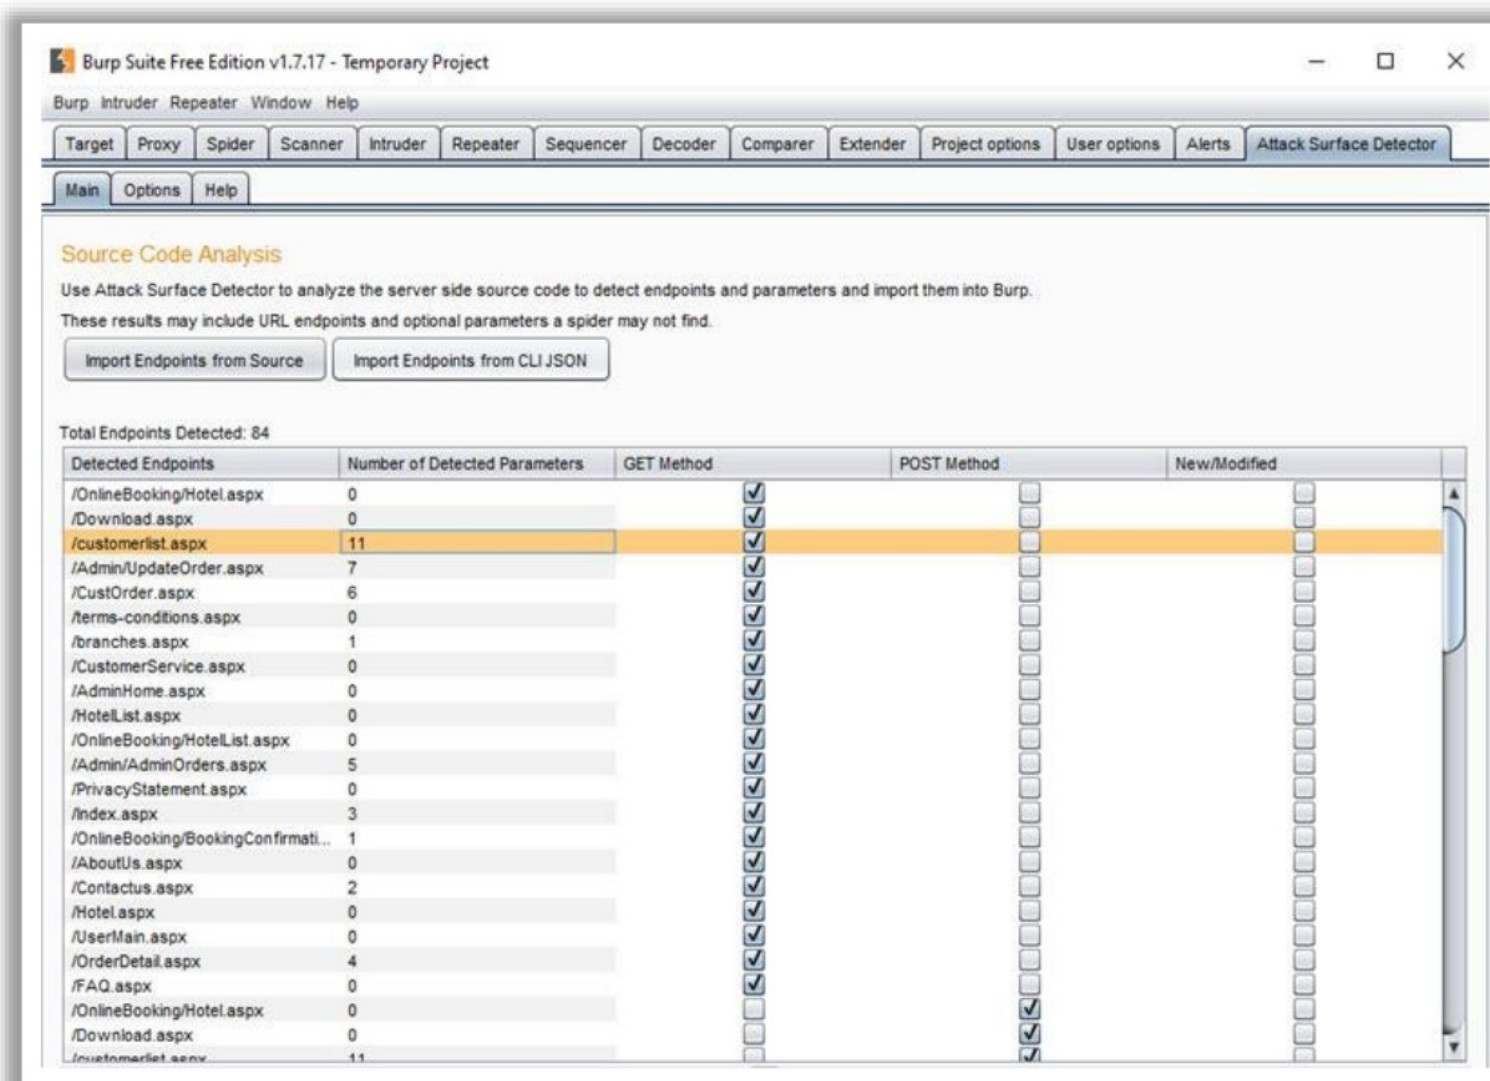 Burp Suite Free Edition v1.7.17 - Temporary Project
Burp Intruder Repeater Window Help
Target Proxy Spider Scanner Intruder Repeater Sequencer Decoder Comparer Extender Project options User options Alerts Attack Surface Detector
Main Options Help
Source Code Analysis
Use Attack Surface Detector to analyze the server side source code to detect endpoints and parameters and import them into Burp.
These results may include URL endpoints and optional parameters a spider may not find.
Import Endpoints from Source Import Endpoints from CLI JSON
Total Endpoints Detected: 84
Detected Endpoints Number of Detected Parameters GET Method POST Method New/Modified
/OnlineBooking/Hotel.aspx 0
/Download.aspx 0
/customerlist.aspx 11
/Admin/UpdateOrder.aspx 7
/CustOrder.aspx 6
/terms-conditions.aspx 0
/branches.aspx 1
/CustomerService.aspx 0
/AdminHome.aspx 0
/HotelList.aspx 0
/OnlineBooking/HotelList.aspx 0
/Admin/AdminOrders.aspx 5
/PrivacyStatement.aspx 0
/Index.aspx 3
/OnlineBooking/BookingConfirmati... 1
/AboutUs.aspx 0
/Contactus.aspx 2
/Hotel.aspx 0
/UserMain.aspx 0
/OrderDetail.aspx 4
/FAQ.aspx 0
/OnlineBooking/Hotel.aspx 0
/Download.aspx 0
/customerlist.aspx 11